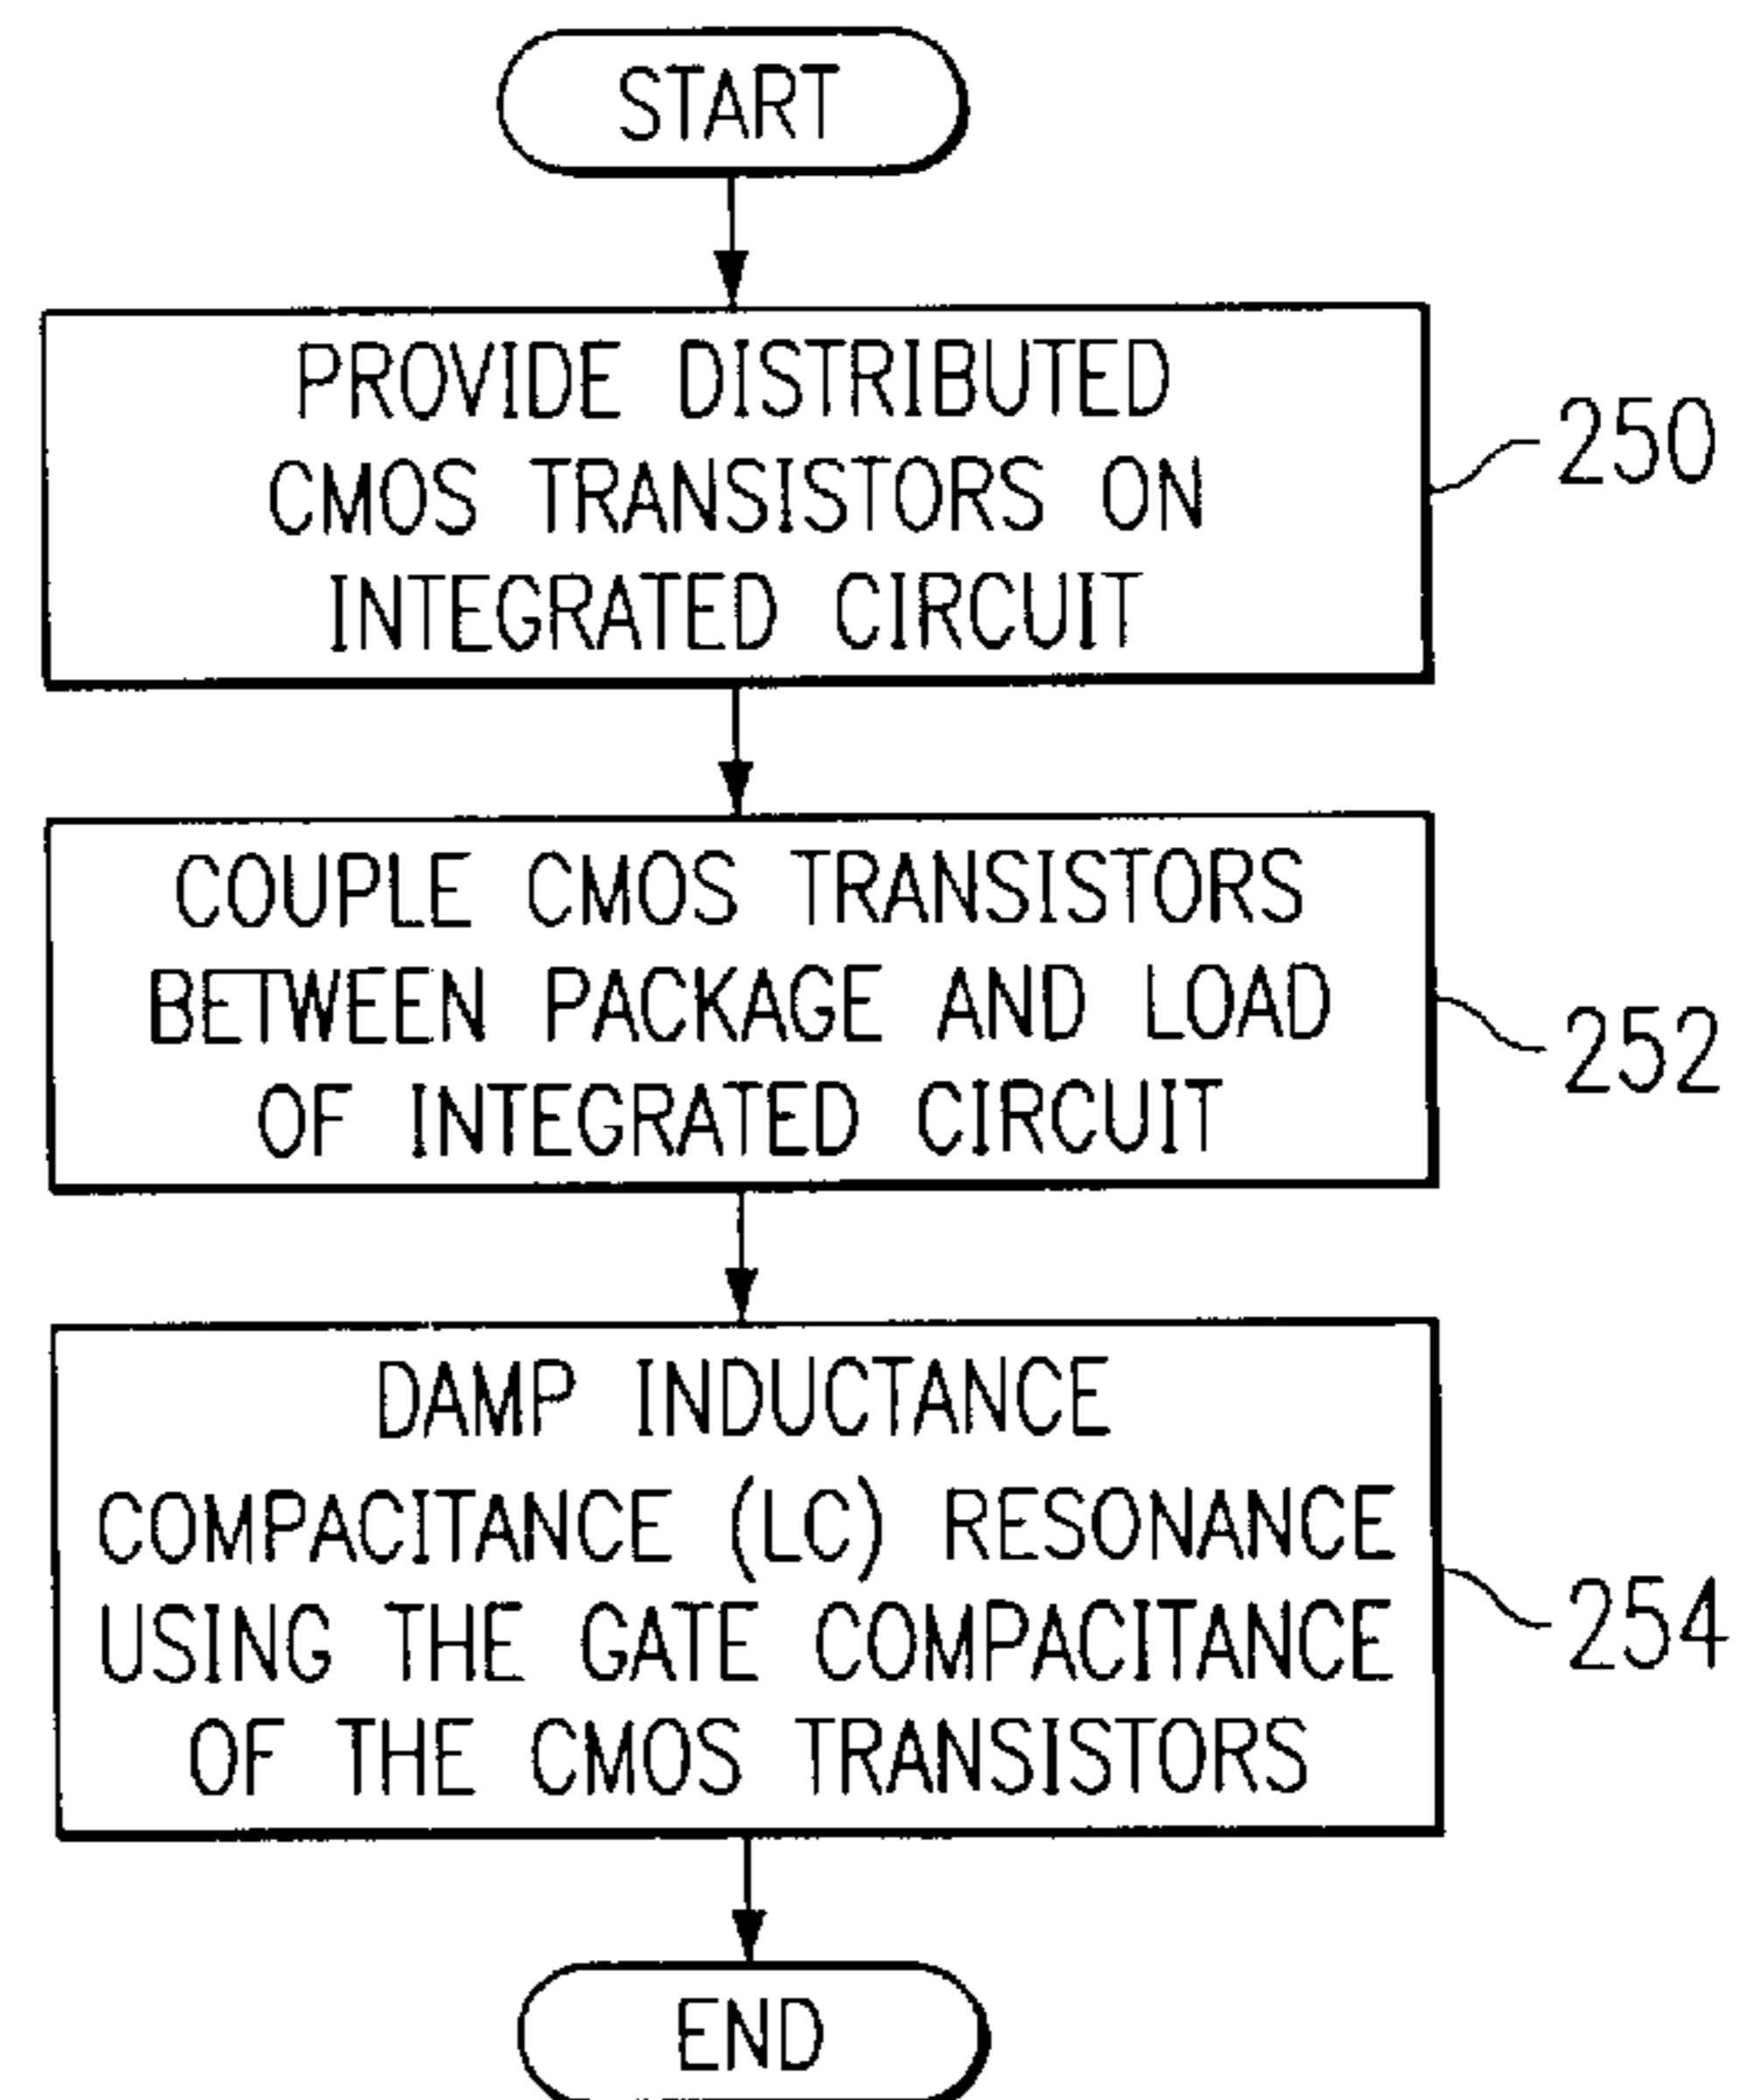 START
PROVIDE DISTRIBUTED
CMOS TRANSISTORS ON
INTEGRATED CIRCUIT
250
COUPLE CMOS TRANSISTORS
BETWEEN PACKAGE AND LOAD
OF INTEGRATED CIRCUIT
252
DAMP INDUCTANCE
COMPACITANCE (LC) RESONANCE
USING THE GATE COMPACITANCE
OF THE CMOS TRANSISTORS
254
END